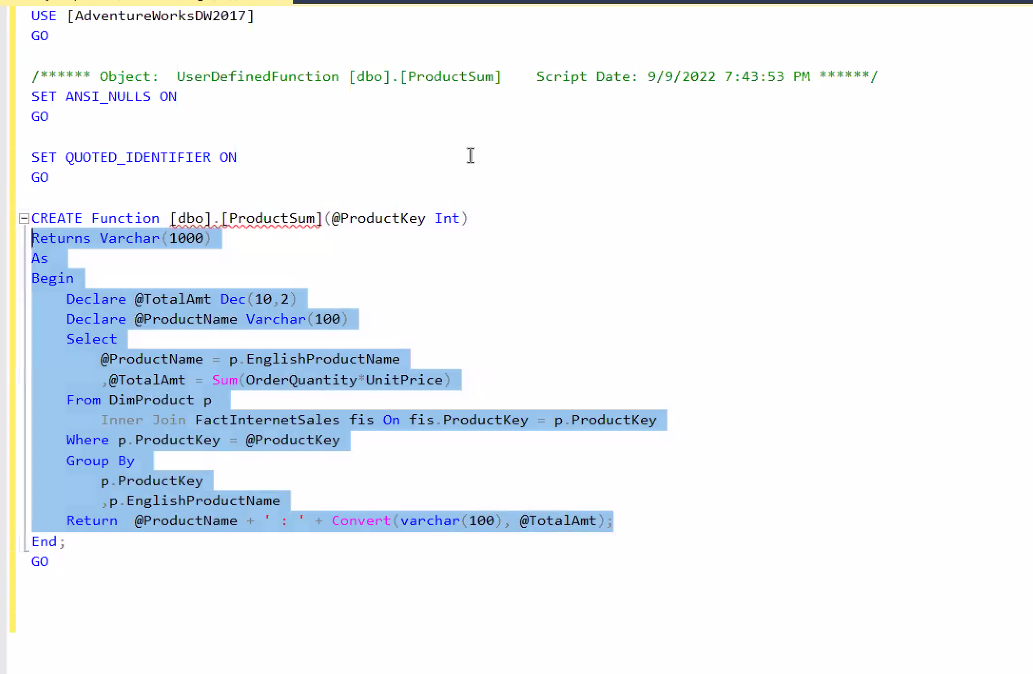 USE [AdventureWorksDW2017]
GO
/****** Object:  UserDefinedFunction [dbo].[ProductSum]    Script Date: 9/9/2022 7:43:53 PM ******/
SET ANSI_NULLS ON
GO
SET QUOTED_IDENTIFIER ON
GO
CREATE Function [dbo].[ProductSum](@ProductKey Int)
Returns Varchar(1000)
As
Begin
    Declare @TotalAmt Dec(10,2)
    Declare @ProductName Varchar(100)
    Select
        @ProductName = p.EnglishProductName
        ,@TotalAmt = Sum(OrderQuantity*UnitPrice)
    From DimProduct p
        Inner Join FactInternetSales fis On fis.ProductKey = p.ProductKey
    Where p.ProductKey = @ProductKey
    Group By
        p.ProductKey
        ,p.EnglishProductName
    Return  @ProductName + ' : ' + Convert(varchar(100), @TotalAmt);
End;
GO